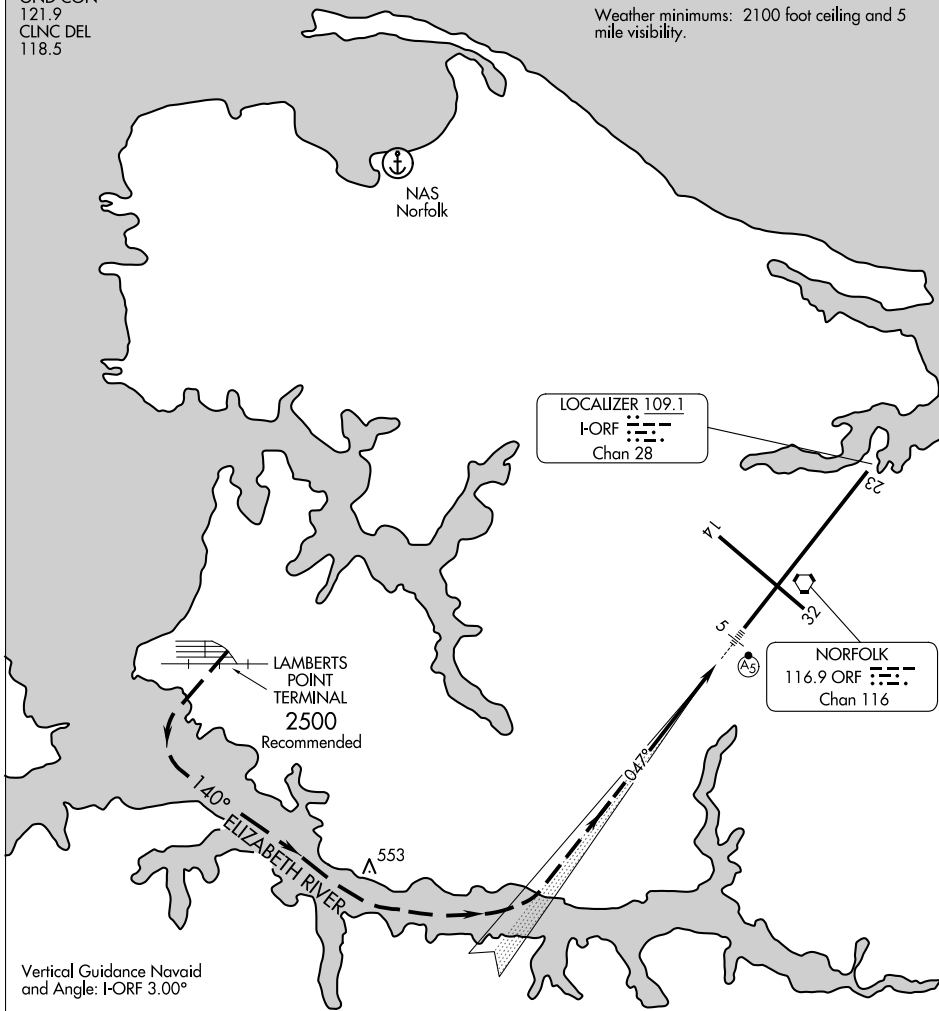 GND CON
121.9
CLNC DEL
118.5
Weather minimums: 2100 foot ceiling and 5
mile visibility.
NAS
Norfolk
LOCALIZER 109.1
I-ORF
Chan 28
23
14
32
5
A5
NORFOLK
116.9 ORF
Chan 116
LAMBERTS
POINT
TERMINAL
2500
Recommended
047°
140°
ELIZABETH RIVER
553
Vertical Guidance Navaid
and Angle: I-ORF 3.00°